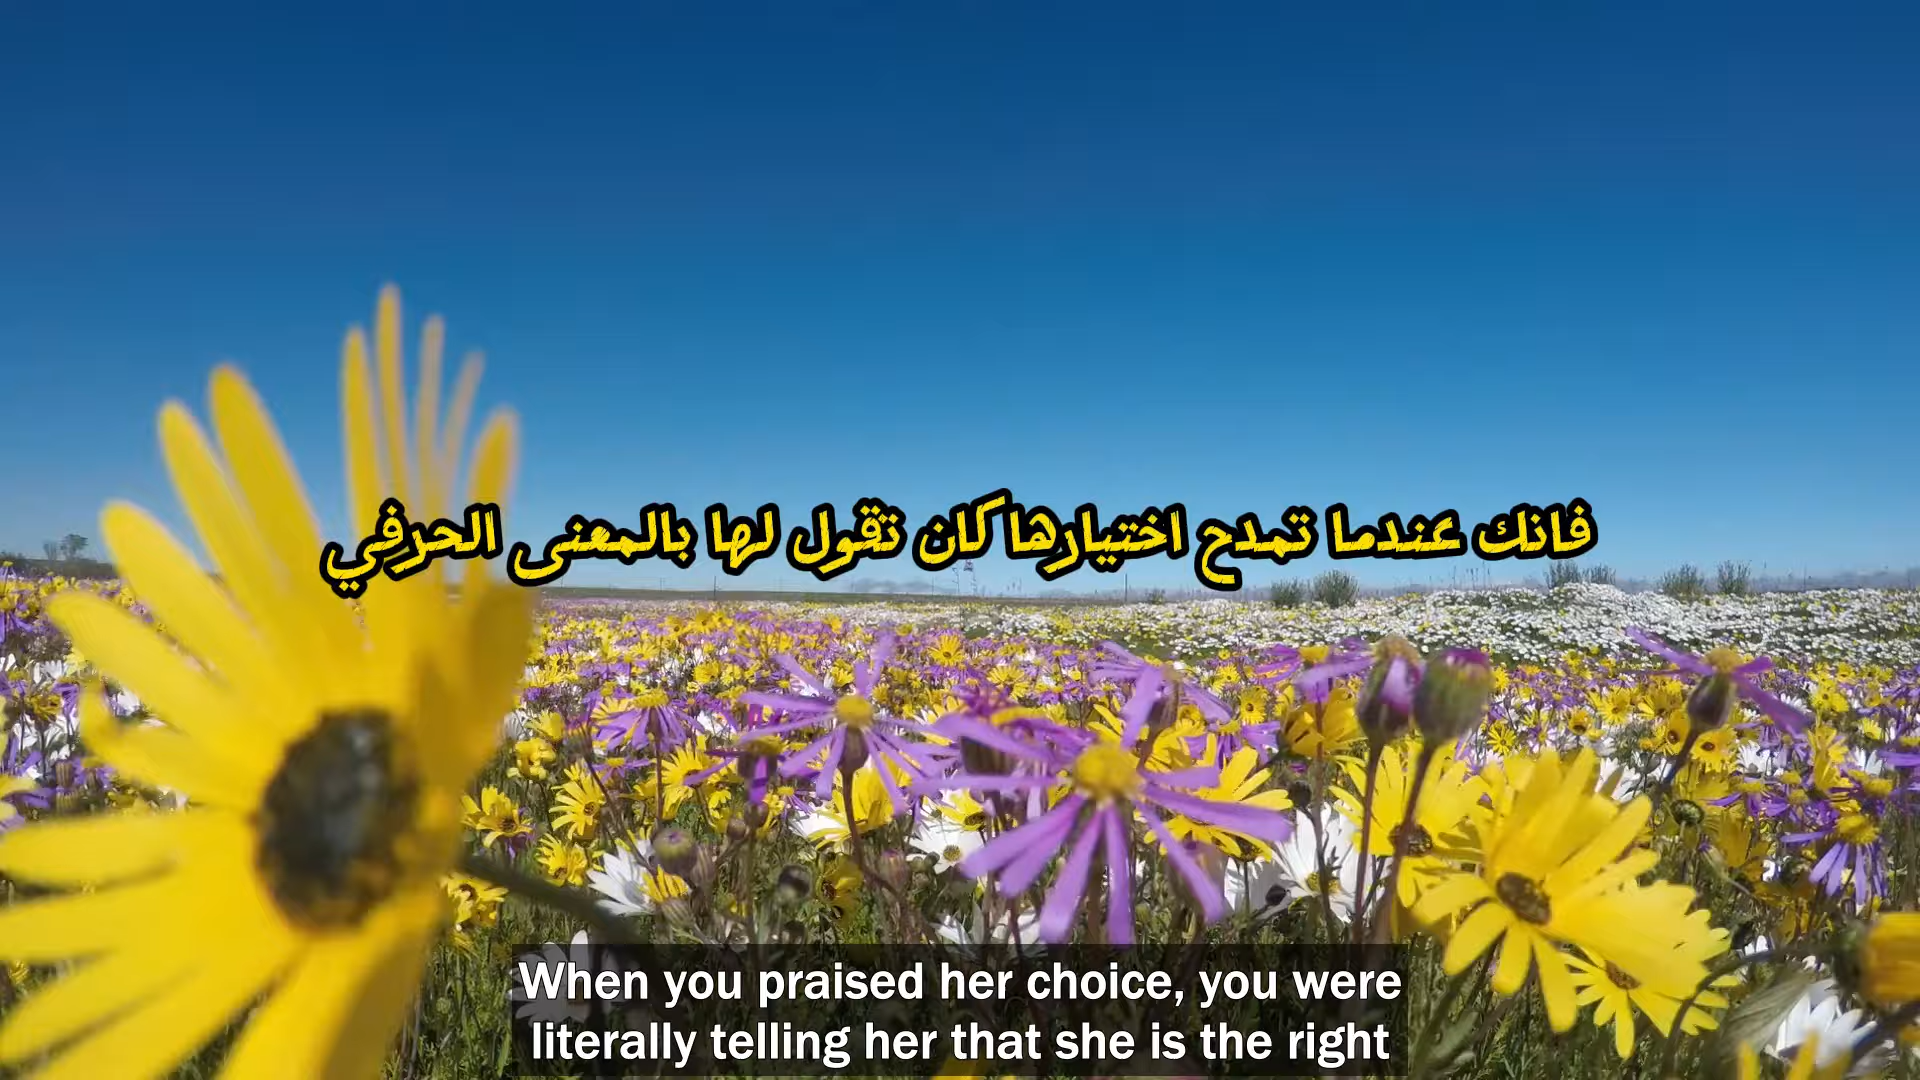 فانك عندما تمدح اختيارها كان تقول لها بالمعنى الحرفي
When you praised her choice, you were
literally telling her that she is the right